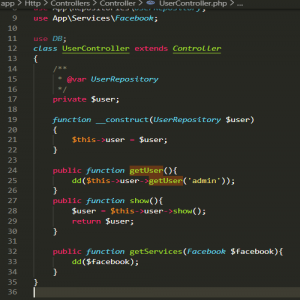 app > Http > Controllers > Controller > UserController.php > ...
8 use App\Repositories\UserRepository;
9 use App\Services\Facebook;
10
11 use DB;
12 class UserController extends Controller
13 {
14 /**
15 * @var UserRepository
16 */
17 private $user;
18
19 function __construct(UserRepository $user)
20 {
21 $this->user = $user;
22 }
23
24 public function getUser(){
25 dd($this->user->getUser('admin'));
26 }
27 public function show(){
28 $user = $this->user->show();
29 return $user;
30 }
31
32 public function getServices(Facebook $facebook){
33 dd($facebook);
34 }
35 }
36